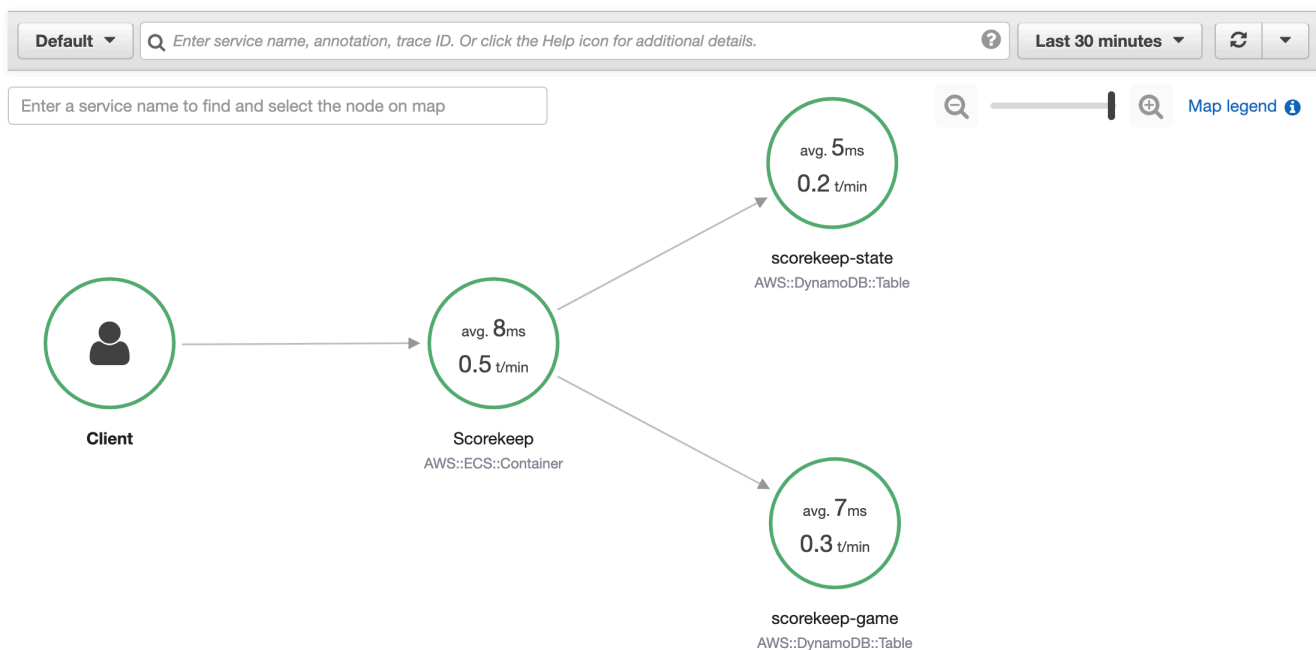 Default
Enter service name, annotation, trace ID. Or click the Help icon for additional details.
?
Last 30 minutes
Enter a service name to find and select the node on map
Map legend i
avg. 5ms
0.2 t/min
scorekeep-state
AWS::DynamoDB::Table
avg. 8ms
0.5 t/min
Client
Scorekeep
AWS::ECS::Container
avg. 7ms
0.3 t/min
scorekeep-game
AWS::DynamoDB::Table